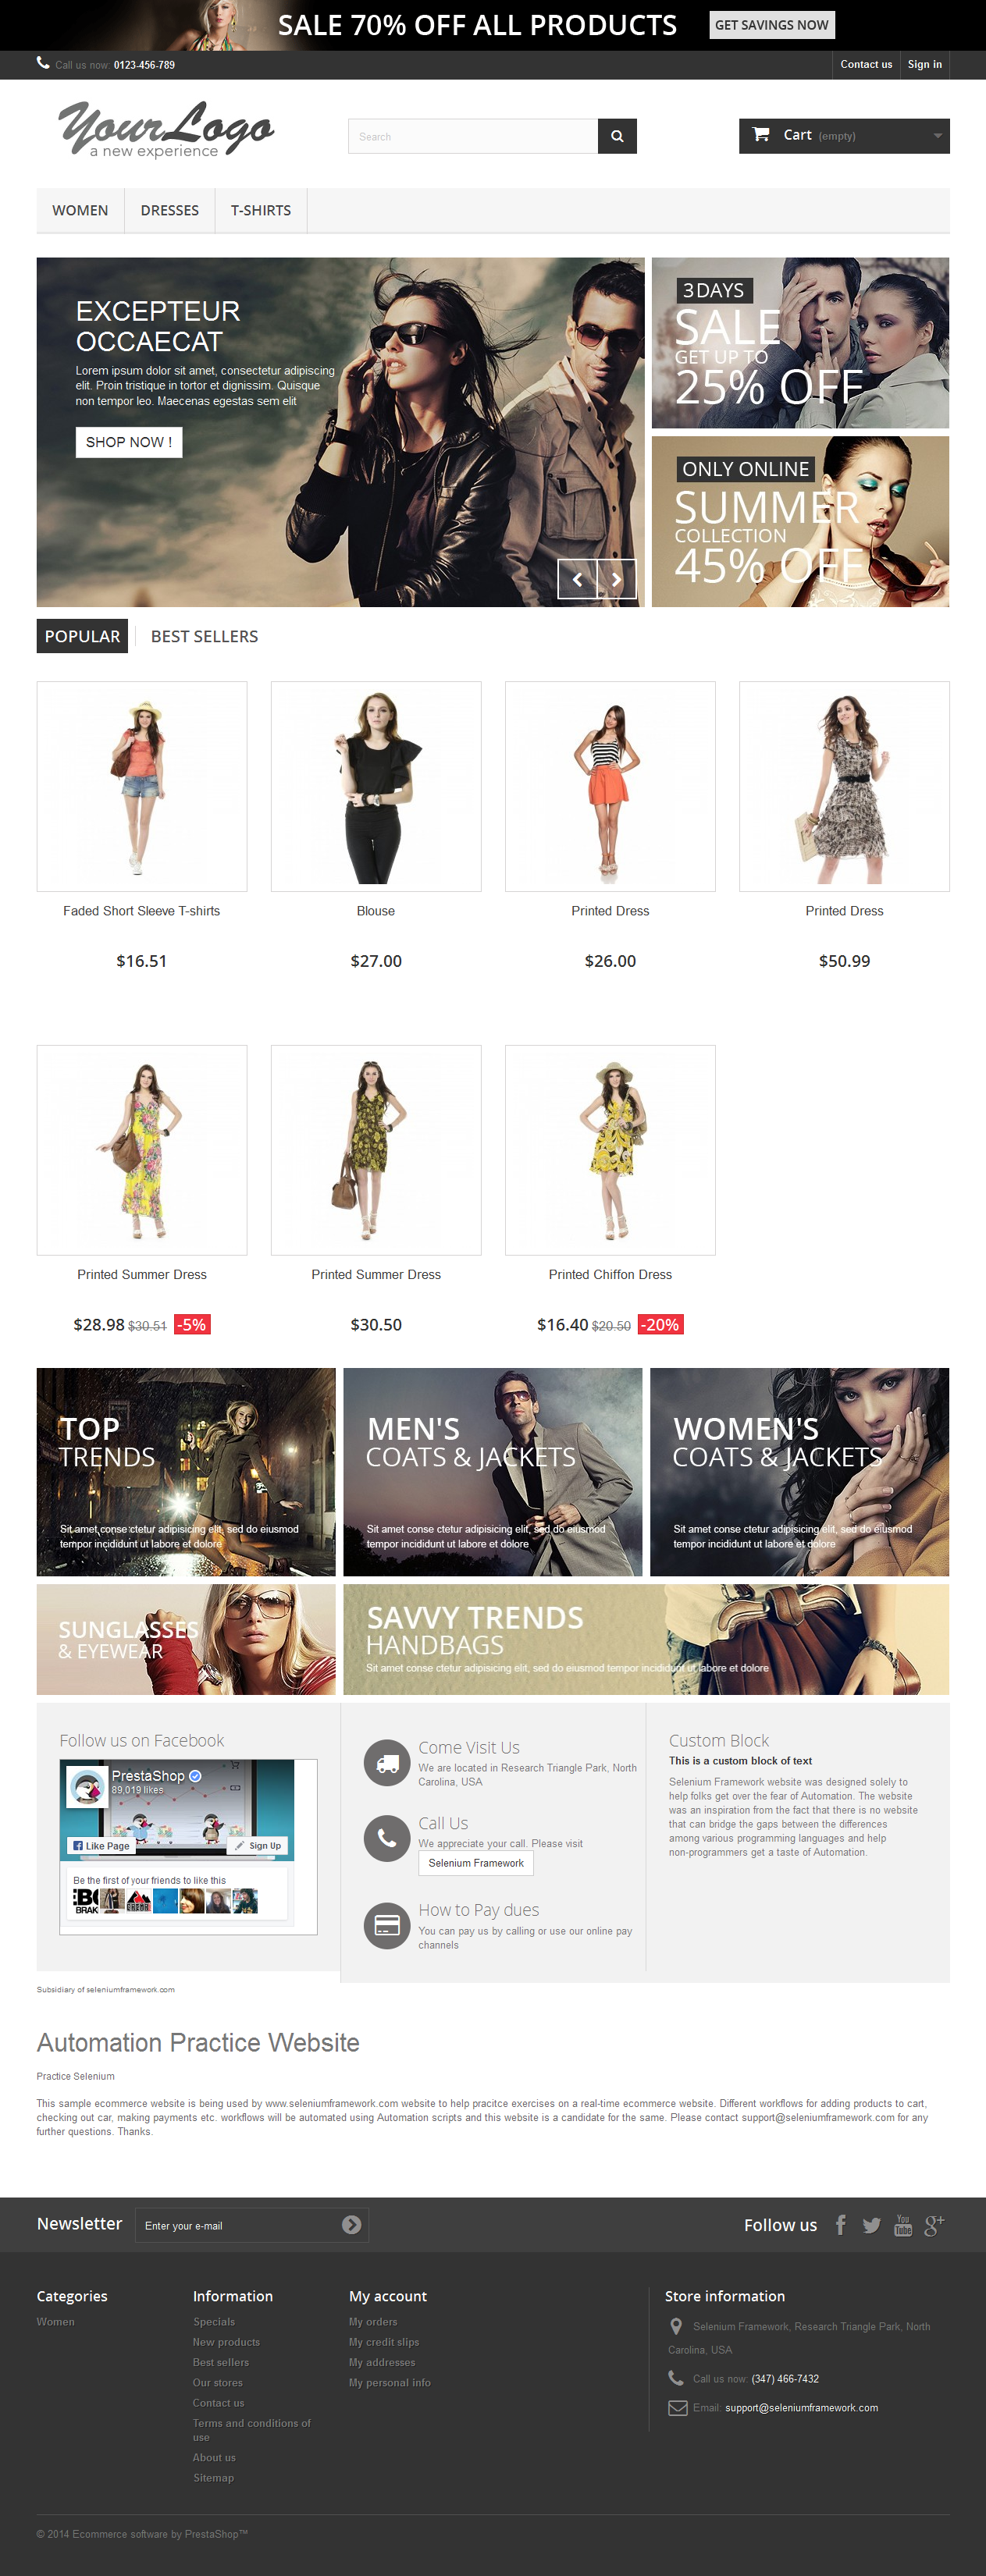 SALE 70% OFF ALL PRODUCTS GET SAVINGS NOW
Call us now: 0123-456-789 Contact us Sign in
YourLogo
a new experience
Search
Cart (empty)
WOMEN DRESSES T-SHIRTS
EXCEPTEUR
OCCAECAT
Lorem ipsum dolor sit amet, consectetur adipiscing
elit. Proin tristique in tortor et dignissim. Quisque
non tempor leo. Maecenas egestas sem elit
SHOP NOW !
3 DAYS
SALE
GET UP TO
25% OFF
ONLY ONLINE
SUMMER
COLLECTION
45% OFF
POPULAR BEST SELLERS
Faded Short Sleeve T-shirts Blouse Printed Dress Printed Dress
$16.51 $27.00 $26.00 $50.99
Printed Summer Dress Printed Summer Dress Printed Chiffon Dress
$28.98 $30.51 -5% $30.50 $16.40 $20.50 -20%
TOP
TRENDS
Sit amet conse ctetur adipisicing elit, sed do eiusmod
tempor incididunt ut labore et dolore
MEN'S
COATS & JACKETS
Sit amet conse ctetur adipisicing elit, sed do eiusmod
tempor incididunt ut labore et dolore
WOMEN'S
COATS & JACKETS
Sit amet conse ctetur adipisicing elit, sed do eiusmod
tempor incididunt ut labore et dolore
SUNGLASSES
& EYEWEAR
SAVVY TRENDS
HANDBAGS
Sit amet conse ctetur adipisicing elit, sed do eiusmod tempor incididunt ut labore et dolore
Follow us on Facebook
PrestaShop
89,019 likes
Like Page Sign Up
Be the first of your friends to like this
Come Visit Us
We are located in Research Triangle Park, North
Carolina, USA
Call Us
We appreciate your call. Please visit
Selenium Framework
How to Pay dues
You can pay us by calling or use our online pay
channels
Custom Block
This is a custom block of text
Selenium Framework website was designed solely to
help folks get over the fear of Automation. The website
was an inspiration from the fact that there is no website
that can bridge the gaps between the differences
among various programming languages and help
non-programmers get a taste of Automation.
Subsidiary of seleniumframework.com
Automation Practice Website
Practice Selenium
This sample ecommerce website is being used by www.seleniumframework.com website to help pracitce exercises on a real-time ecommerce website. Different workflows for adding products to cart,
checking out car, making payments etc. workflows will be automated using Automation scripts and this website is a candidate for the same. Please contact support@seleniumframework.com for any
further questions. Thanks.
Newsletter Enter your e-mail Follow us You Tube
Categories
Women
Information
Specials
New products
Best sellers
Our stores
Contact us
Terms and conditions of
use
About us
Sitemap
My account
My orders
My credit slips
My addresses
My personal info
Store information
Selenium Framework, Research Triangle Park, North
Carolina, USA
Call us now: (347) 466-7432
Email: support@seleniumframework.com
© 2014 Ecommerce software by PrestaShop™